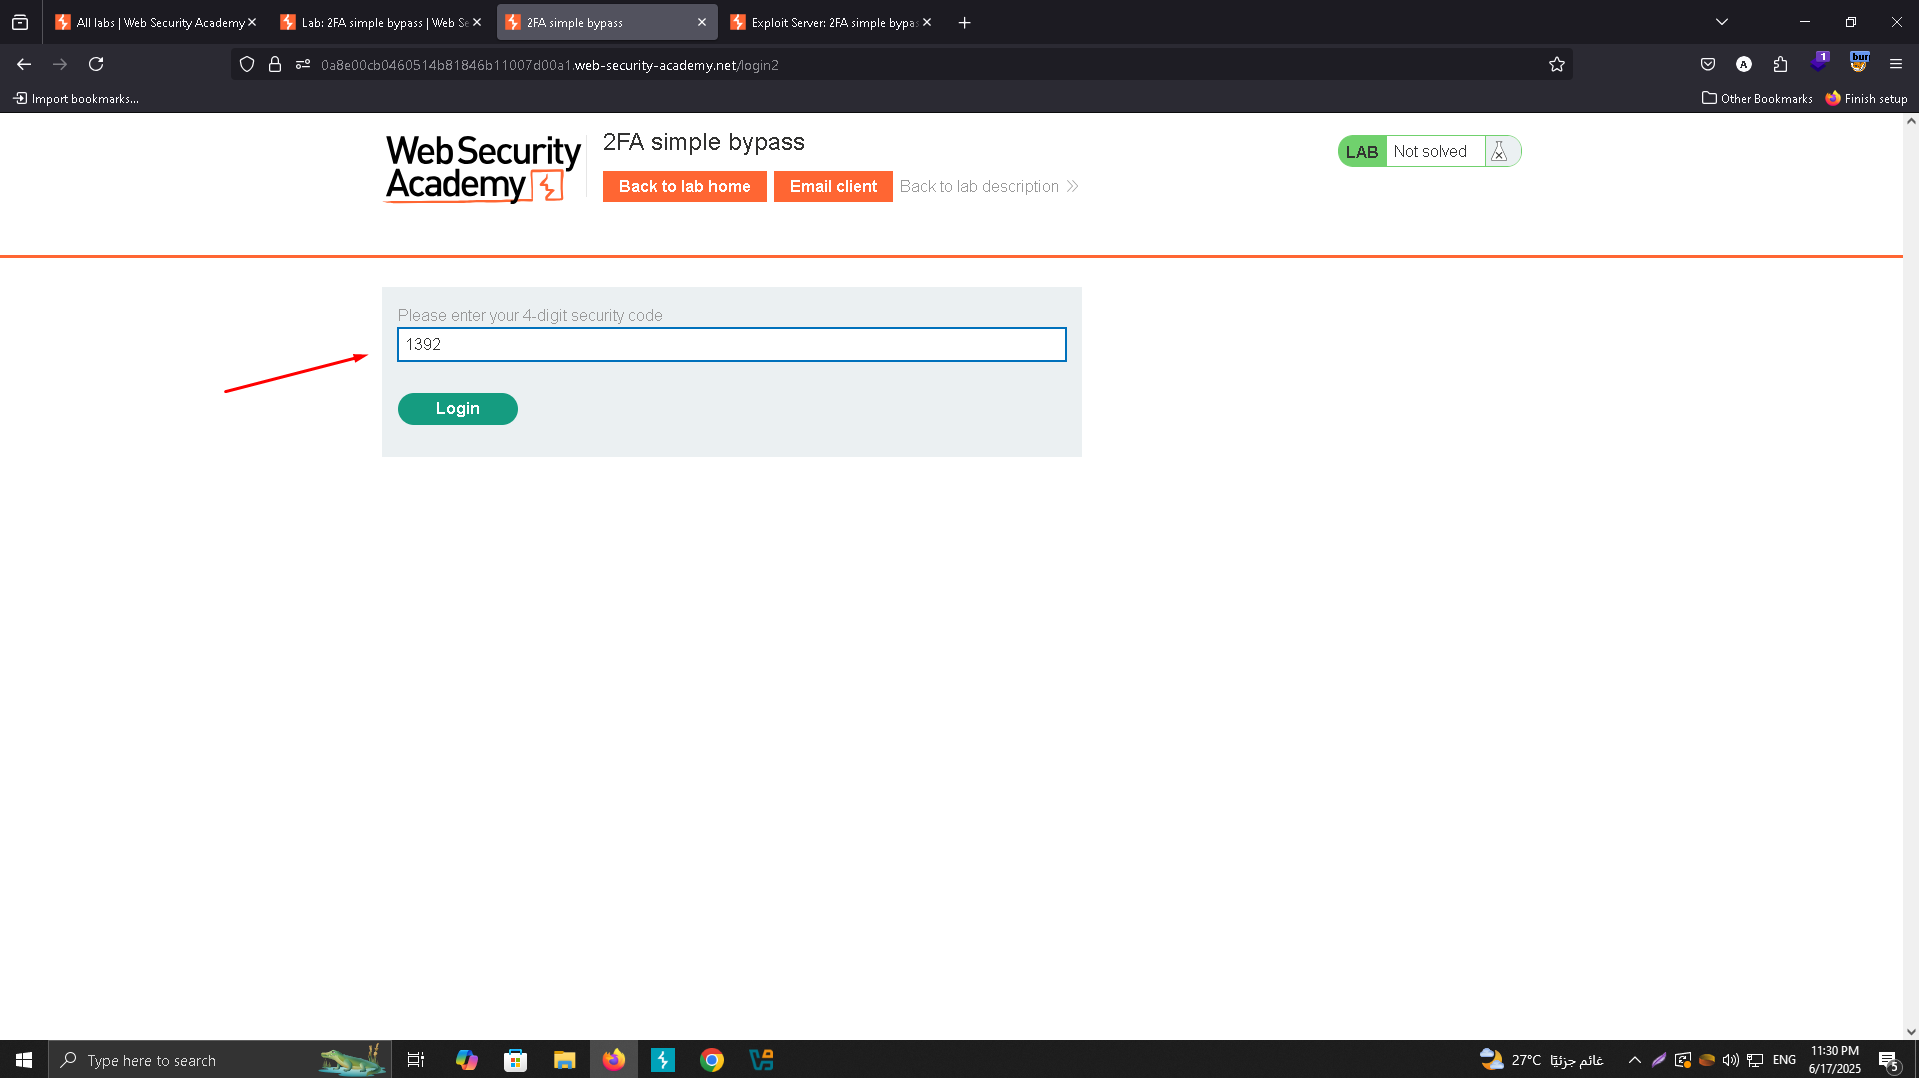 All labs | Web Security Academy
Lab: 2FA simple bypass | Web Se
2FA simple bypass
Exploit Server: 2FA simple bypas
0a8e00cb0460514b81846b11007d00a1.web-security-academy.net/login2
A
1
bur
Import bookmarks...
Other Bookmarks
Finish setup
Web Security
Academy
2FA simple bypass
Back to lab home
Email client
Back to lab description
LAB
Not solved
Please enter your 4-digit security code
1392
Login
Type here to search
27°C
غائم جزئيًا
ENG
11:30 PM
6/17/2025
5